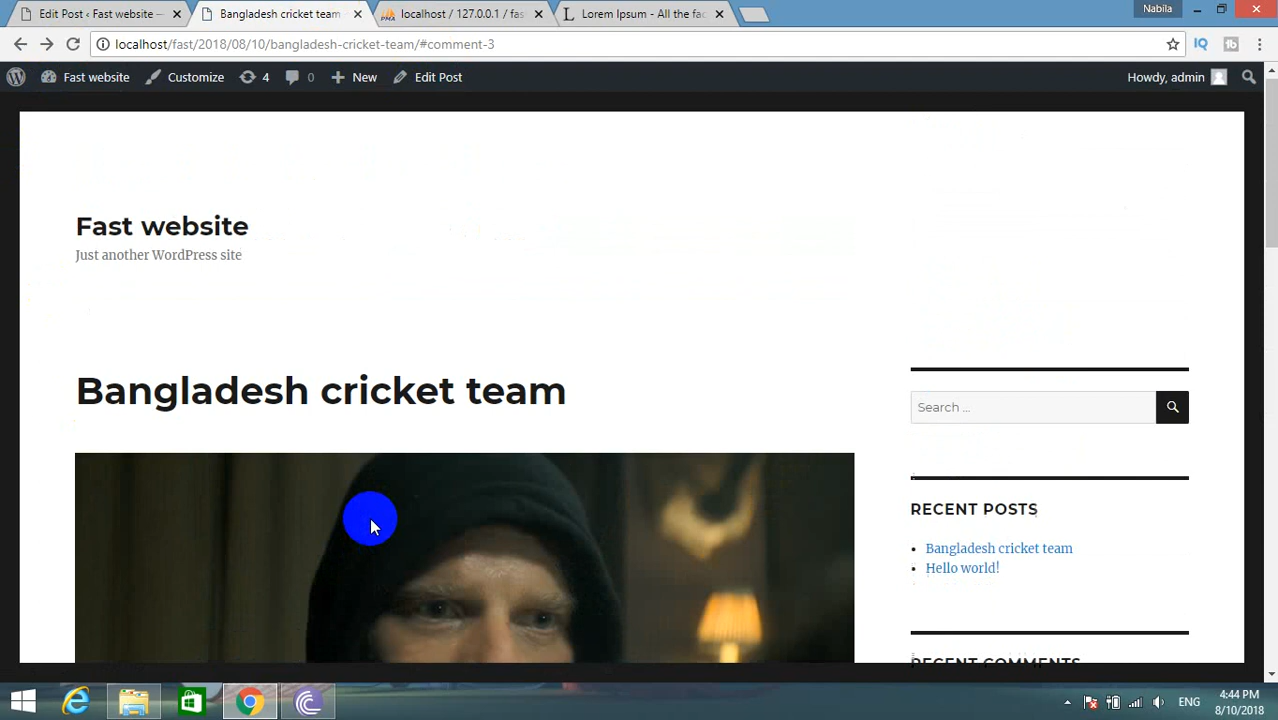 Edit Post ‹ Fast website —
Bangladesh cricket team
localhost / 127.0.0.1 / fas
Lorem Ipsum - All the fac
Nabila
localhost/fast/2018/08/10/bangladesh-cricket-team/#comment-3
Fast website
Customize
4
0
New
Edit Post
Howdy, admin
Fast website
Just another WordPress site
Bangladesh cricket team
Search ...
RECENT POSTS
Bangladesh cricket team
Hello world!
RECENT COMMENTS
ENG
4:44 PM
8/10/2018